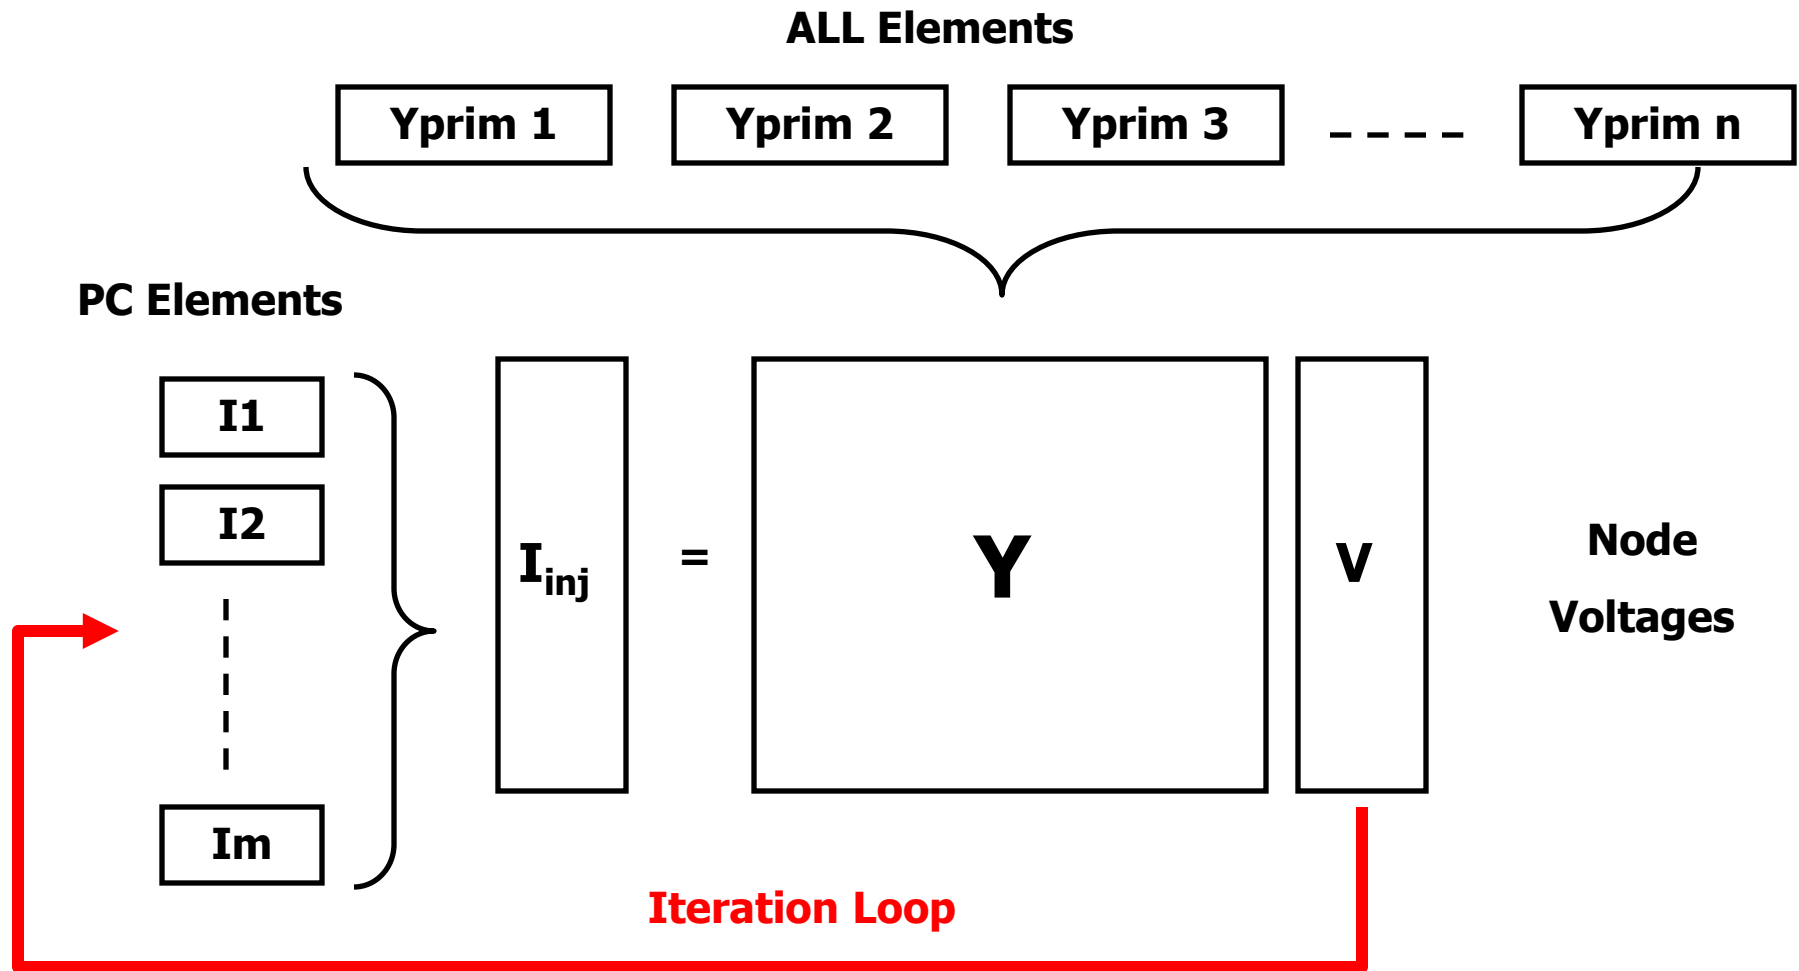 ALL Elements
Yprim 1
Yprim 2
Yprim 3
Yprim n
PC Elements
I1
I2
Im
Iinj
=
Y
V
Node
Voltages
Iteration Loop